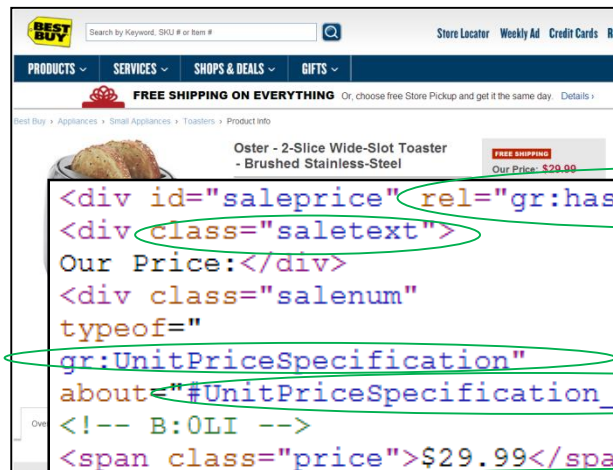 BEST BUY
Search by Keyword, SKU # or Item #
Store Locator Weekly Ad Credit Cards R
PRODUCTS SERVICES SHOPS & DEALS GIFTS
FREE SHIPPING ON EVERYTHING Or, choose free Store Pickup and get it the same day. Details ›
Best Buy › Appliances › Small Appliances › Toasters › Product Info
Oster - 2-Slice Wide-Slot Toaster
- Brushed Stainless-Steel
FREE SHIPPING
Our Price: $29.99
<div id="saleprice" rel="gr:has
<div class="saletext">
Our Price:</div>
<div class="salenum"
typeof="
gr:UnitPriceSpecification"
about="#UnitPriceSpecification_
Over
<!-- B:0LI -->
<span class="price">$29.99</spa